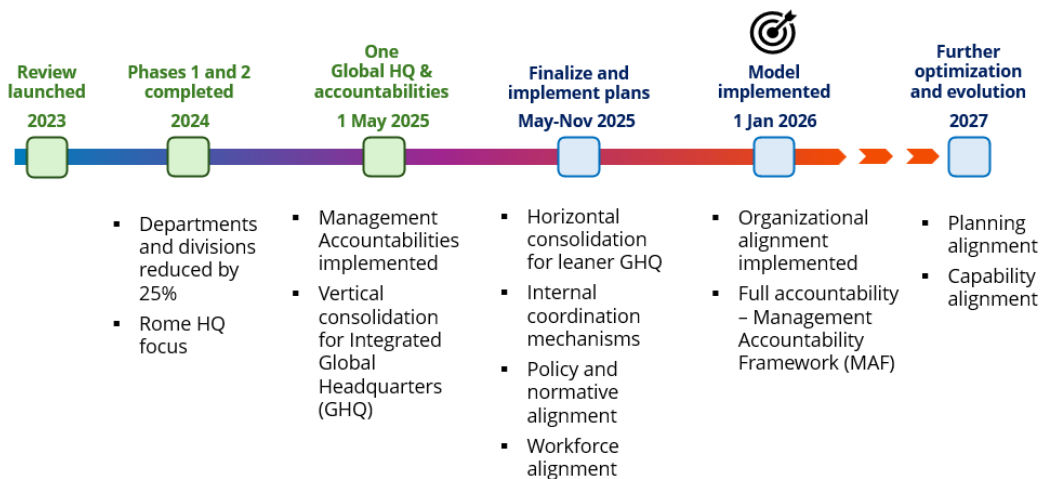 Review
launched
2023
Phases 1 and 2
completed
2024
One
Global HQ &
accountabilities
1 May 2025
Finalize and
implement plans
May-Nov 2025
Model
implemented
1 Jan 2026
Further
optimization
and evolution
2027
▪ Departments
and divisions
reduced by
25%
▪ Rome HQ
focus
▪ Management
Accountabilities
implemented
▪ Vertical
consolidation
for Integrated
Global
Headquarters
(GHQ)
▪ Horizontal
consolidation
for leaner GHQ
▪ Internal
coordination
mechanisms
▪ Policy and
normative
alignment
▪ Workforce
alignment
▪ Organizational
alignment
implemented
▪ Full accountability
– Management
Accountability
Framework (MAF)
▪ Planning
alignment
▪ Capability
alignment